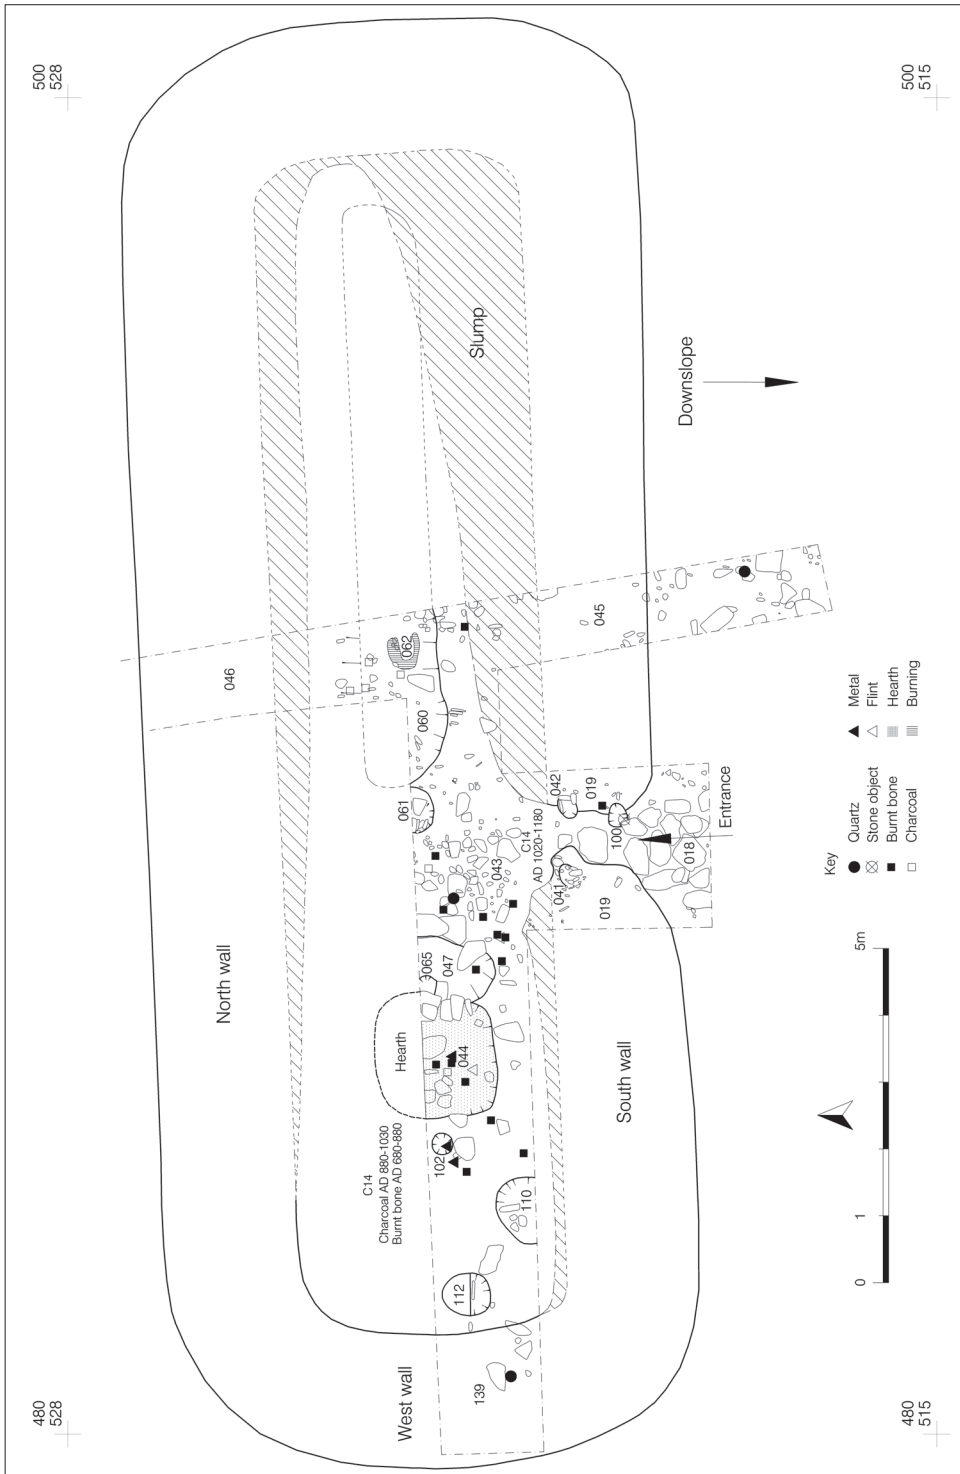 480
528
500
528
North wall
046
West wall
C14
Charcoal AD 880-1030
Burnt bone AD 680-880
Hearth
065
061
060
062
Slump
139
112
110
102
044
047
043
C14
AD 1020-1180
041
042
019
019
100
018
045
South wall
Entrance
Downslope
0
1
5m
Key
Quartz
Stone object
Burnt bone
Charcoal
Metal
Flint
Hearth
Burning
480
515
500
515